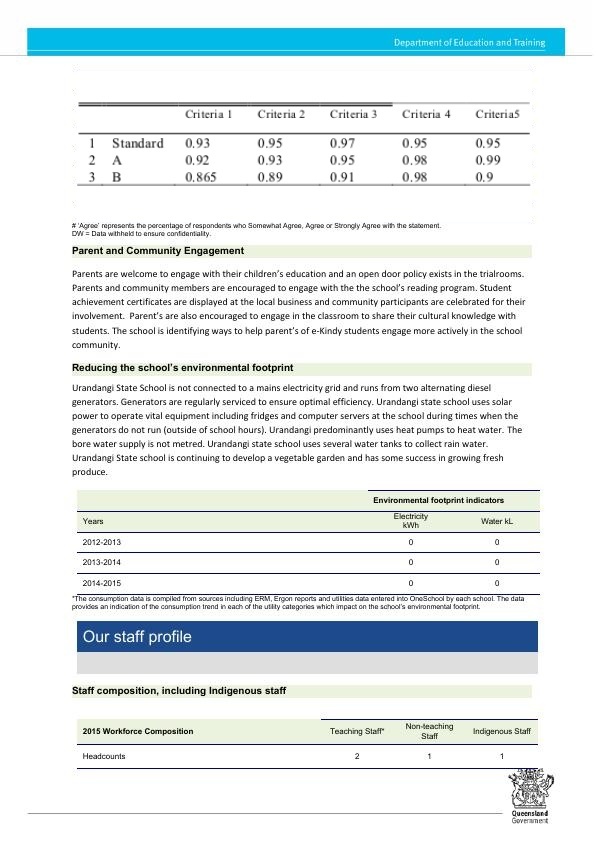 Department of Education and Training
Criteria 1 Criteria 2 Criteria 3 Criteria 4 Criteria5
1 Standard 0.93 0.95 0.97 0.95 0.95
2 A 0.92 0.93 0.95 0.98 0.99
3 B 0.865 0.89 0.91 0.98 0.9
# 'Agree' represents the percentage of respondents who Somewhat Agree, Agree or Strongly Agree with the statement.
DW = Data withheld to ensure confidentiality.
Parent and Community Engagement
Parents are welcome to engage with their children's education and an open door policy exists in the trialrooms.
Parents and community members are encouraged to engage with the the school's reading program. Student
achievement certificates are displayed at the local business and community participants are celebrated for their
involvement. Parent's are also encouraged to engage in the classroom to share their cultural knowledge with
students. The school is identifying ways to help parent's of e-Kindy students engage more actively in the school
community.
Reducing the school's environmental footprint
Urandangi State School is not connected to a mains electricity grid and runs from two alternating diesel
generators. Generators are regularly serviced to ensure optimal efficiency. Urandangi state school uses solar
power to operate vital equipment including fridges and computer servers at the school during times when the
generators do not run (outside of school hours). Urandangi predominantly uses heat pumps to heat water. The
bore water supply is not metred. Urandangi state school uses several water tanks to collect rain water.
Urandangi State school is continuing to develop a vegetable garden and has some success in growing fresh
produce.
Environmental footprint indicators
Years Electricity kWh Water kL
2012-2013 0 0
2013-2014 0 0
2014-2015 0 0
*The consumption data is compiled from sources including ERM, Ergon reports and utilities data entered into OneSchool by each school. The data
provides an indication of the consumption trend in each of the utility categories which impact on the school's environmental footprint.
Our staff profile
Staff composition, including Indigenous staff
2015 Workforce Composition Teaching Staff* Non-teaching Staff Indigenous Staff
Headcounts 2 1 1
Queensland
Government